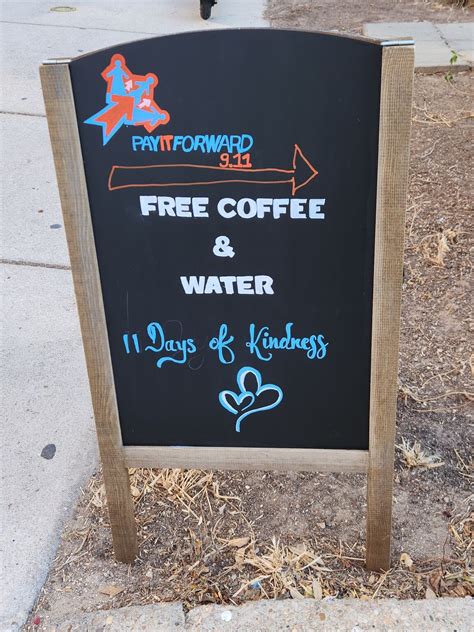 PAYITFORWARD
9.11
FREE COFFEE
&
WATER
11 Days of Kindness